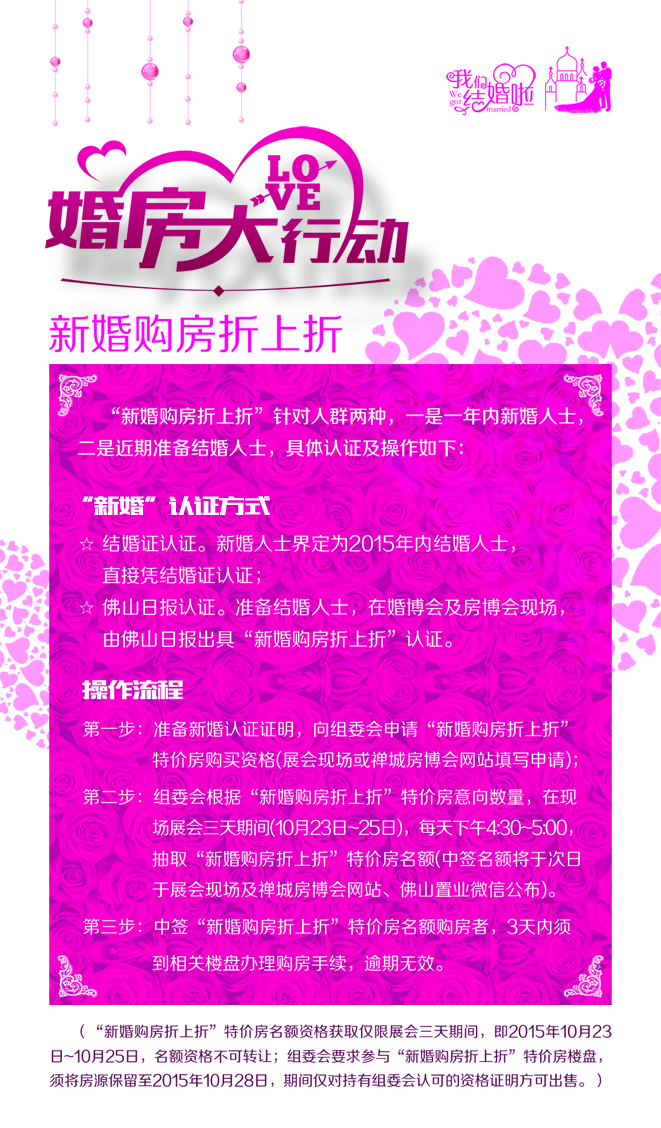 我们
结婚啦
We
got
married
LO
VE
婚房大行动
新婚购房折上折
“新婚购房折上折”针对人群两种，一是一年内新婚人士，
二是近期准备结婚人士，具体认证及操作如下：
“新婚”认证方式
☆ 结婚证认证。新婚人士界定为2015年内结婚人士，
直接凭结婚证认证；
☆ 佛山日报认证。准备结婚人士，在婚博会及房博会现场，
由佛山日报出具“新婚购房折上折”认证。
操作流程
第一步：准备新婚认证证明，向组委会申请“新婚购房折上折”
特价房购买资格(展会现场或禅城房博会网站填写申请)；
第二步：组委会根据“新婚购房折上折”特价房意向数量，在现
场展会三天期间(10月23日~25日)，每天下午4:30~5:00，
抽取“新婚购房折上折”特价房名额(中签名额将于次日
于展会现场及禅城房博会网站、佛山置业微信公布)。
第三步：中签“新婚购房折上折”特价房名额购房者，3天内须
到相关楼盘办理购房手续，逾期无效。
（“新婚购房折上折”特价房名额资格获取仅限展会三天期间，即2015年10月23
日~10月25日，名额资格不可转让；组委会要求参与“新婚购房折上折”特价房楼盘，
须将房源保留至2015年10月28日，期间仅对持有组委会认可的资格证明方可出售。）